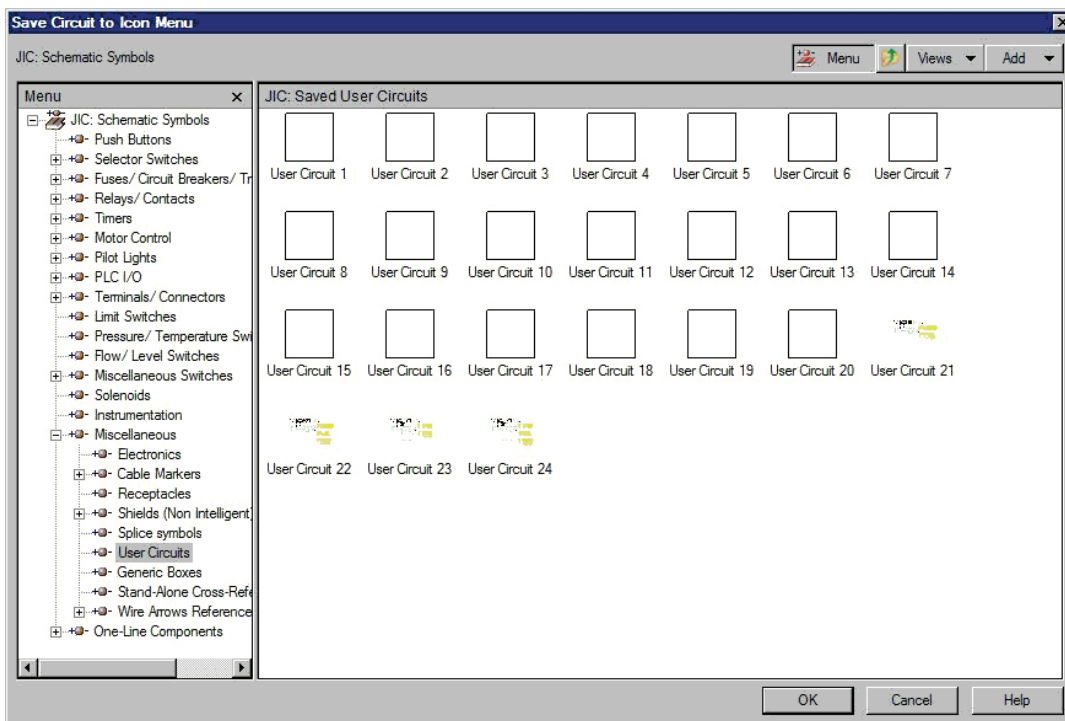 Save Circuit to Icon Menu
JIC: Schematic Symbols
Menu Views Add
Menu
JIC: Schematic Symbols
Push Buttons
Selector Switches
Fuses/ Circuit Breakers/ Tr
Relays/ Contacts
Timers
Motor Control
Pilot Lights
PLC I/O
Terminals/ Connectors
Limit Switches
Pressure/ Temperature Swi
Flow/ Level Switches
Miscellaneous Switches
Solenoids
Instrumentation
Miscellaneous
Electronics
Cable Markers
Receptacles
Shields (Non Intelligent)
Splice symbols
User Circuits
Generic Boxes
Stand-Alone Cross-Refe
Wire Arrows Reference
One-Line Components
JIC: Saved User Circuits
User Circuit 1 User Circuit 2 User Circuit 3 User Circuit 4 User Circuit 5 User Circuit 6 User Circuit 7
User Circuit 8 User Circuit 9 User Circuit 10 User Circuit 11 User Circuit 12 User Circuit 13 User Circuit 14
User Circuit 15 User Circuit 16 User Circuit 17 User Circuit 18 User Circuit 19 User Circuit 20 User Circuit 21
User Circuit 22 User Circuit 23 User Circuit 24
OK Cancel Help